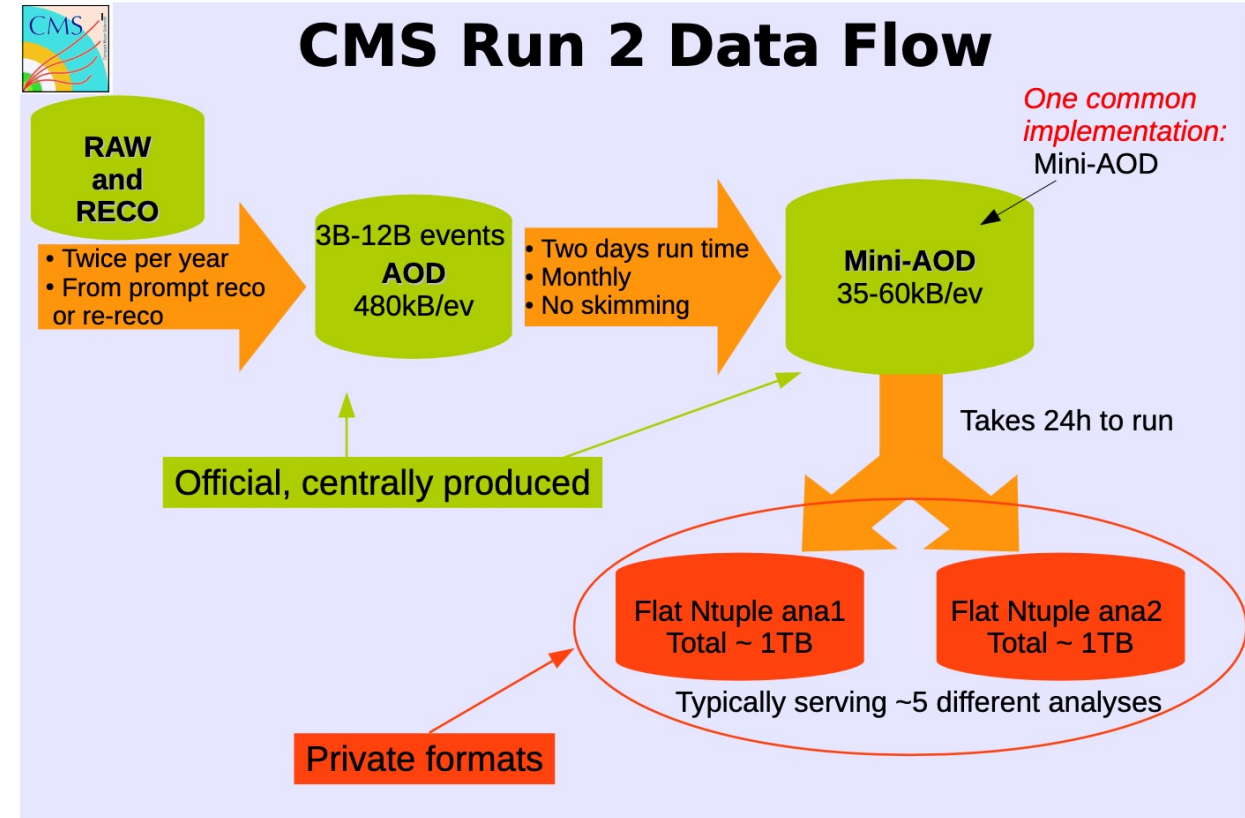 CMS
CMS Run 2 Data Flow
One common
implementation:
Mini-AOD
RAW
and
RECO
• Twice per year
• From prompt reco
or re-reco
3B-12B events
AOD
480kB/ev
• Two days run time
• Monthly
• No skimming
Mini-AOD
35-60kB/ev
Takes 24h to run
Official, centrally produced
Flat Ntuple ana1
Total ~ 1TB
Flat Ntuple ana2
Total ~ 1TB
Typically serving ~5 different analyses
Private formats